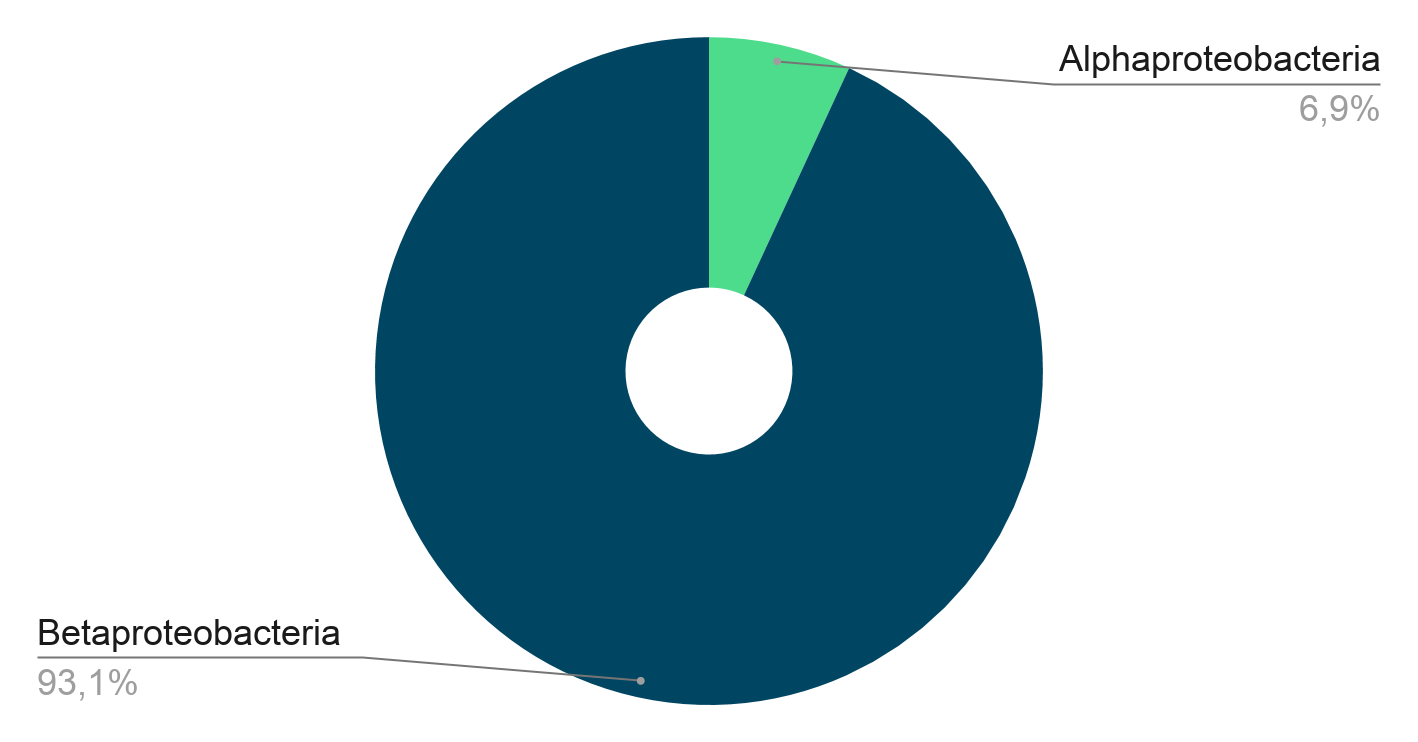 Alphaproteobacteria
6,9%
Betaproteobacteria
93,1%